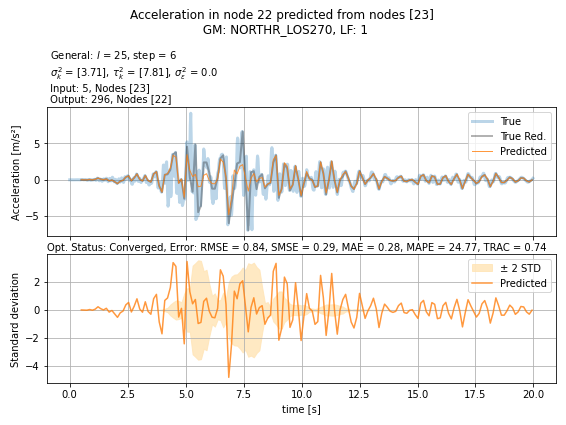 Acceleration in node 22 predicted from nodes [23]
GM: NORTHR_LOS270, LF: 1
General: l = 25, step = 6
σ²ₖ = [3.71], τ²ₖ = [7.81], σ²ε = 0.0
Input: 5, Nodes [23]
Output: 296, Nodes [22]
True
True Red.
Predicted
Acceleration [m/s²]
5
0
−5
Opt. Status: Converged, Error: RMSE = 0.84, SMSE = 0.29, MAE = 0.28, MAPE = 24.77, TRAC = 0.74
± 2 STD
Predicted
Standard deviation
2
0
−2
−4
0.0 2.5 5.0 7.5 10.0 12.5 15.0 17.5 20.0
time [s]